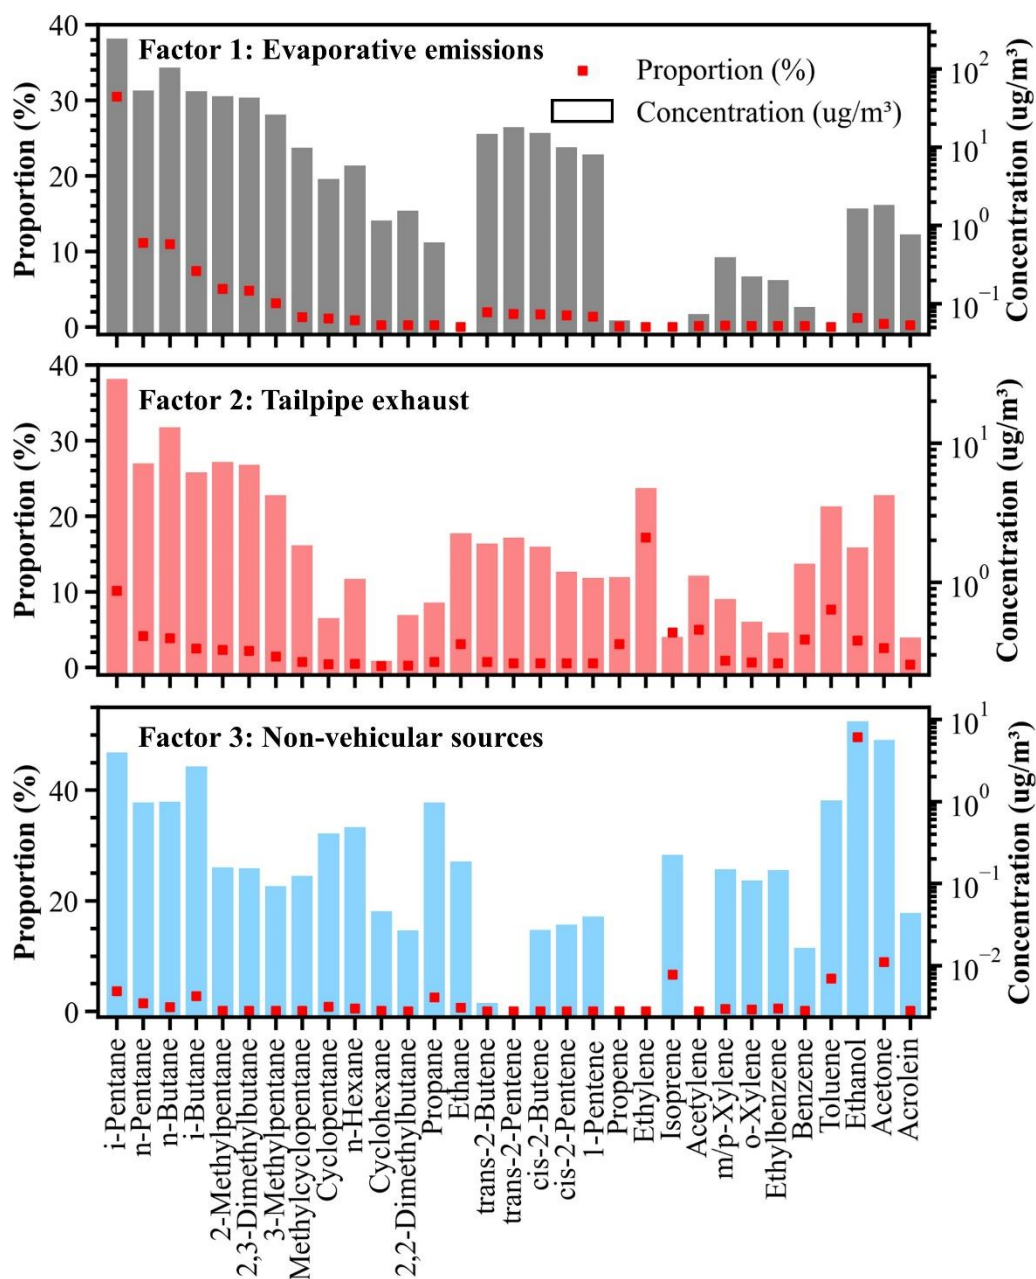 Factor 1: Evaporative emissions
Proportion (%)
Concentration (ug/m³)
40
30
20
10
0
Proportion (%)
10²
10¹
10⁰
10⁻¹
Concentration (ug/m³)
Factor 2: Tailpipe exhaust
40
30
20
10
0
Proportion (%)
10¹
10⁰
Concentration (ug/m³)
Factor 3: Non-vehicular sources
40
20
0
Proportion (%)
10¹
10⁰
10⁻¹
10⁻²
Concentration (ug/m³)
i-Pentane
n-Pentane
n-Butane
i-Butane
2-Methylpentane
2,3-Dimethylbutane
3-Methylpentane
Methylcyclopentane
Cyclopentane
n-Hexane
Cyclohexane
2,2-Dimethylbutane
Propane
Ethane
trans-2-Butene
trans-2-Pentene
cis-2-Butene
cis-2-Pentene
1-Pentene
Propene
Ethylene
Isoprene
Acetylene
m/p-Xylene
o-Xylene
Ethylbenzene
Benzene
Toluene
Ethanol
Acetone
Acrolein